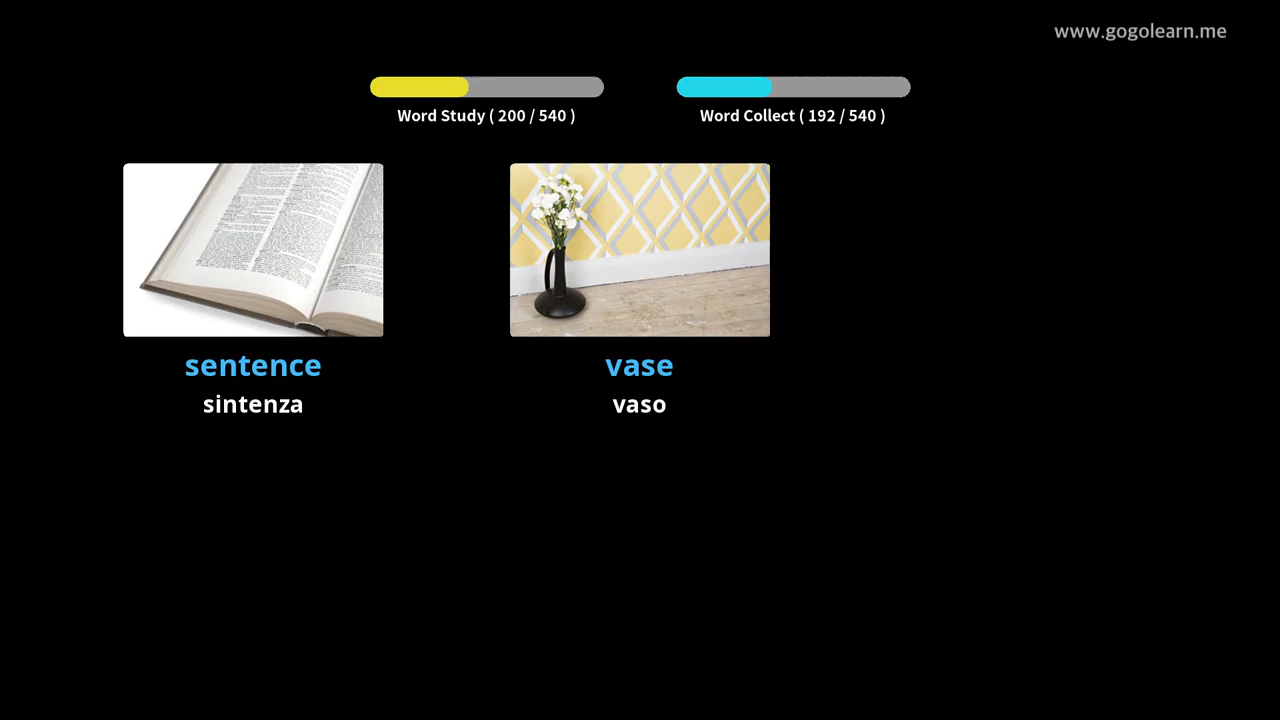 www.gogolearn.me
Word Study ( 200 / 540 )
Word Collect ( 192 / 540 )
sentence
sintenza
vase
vaso